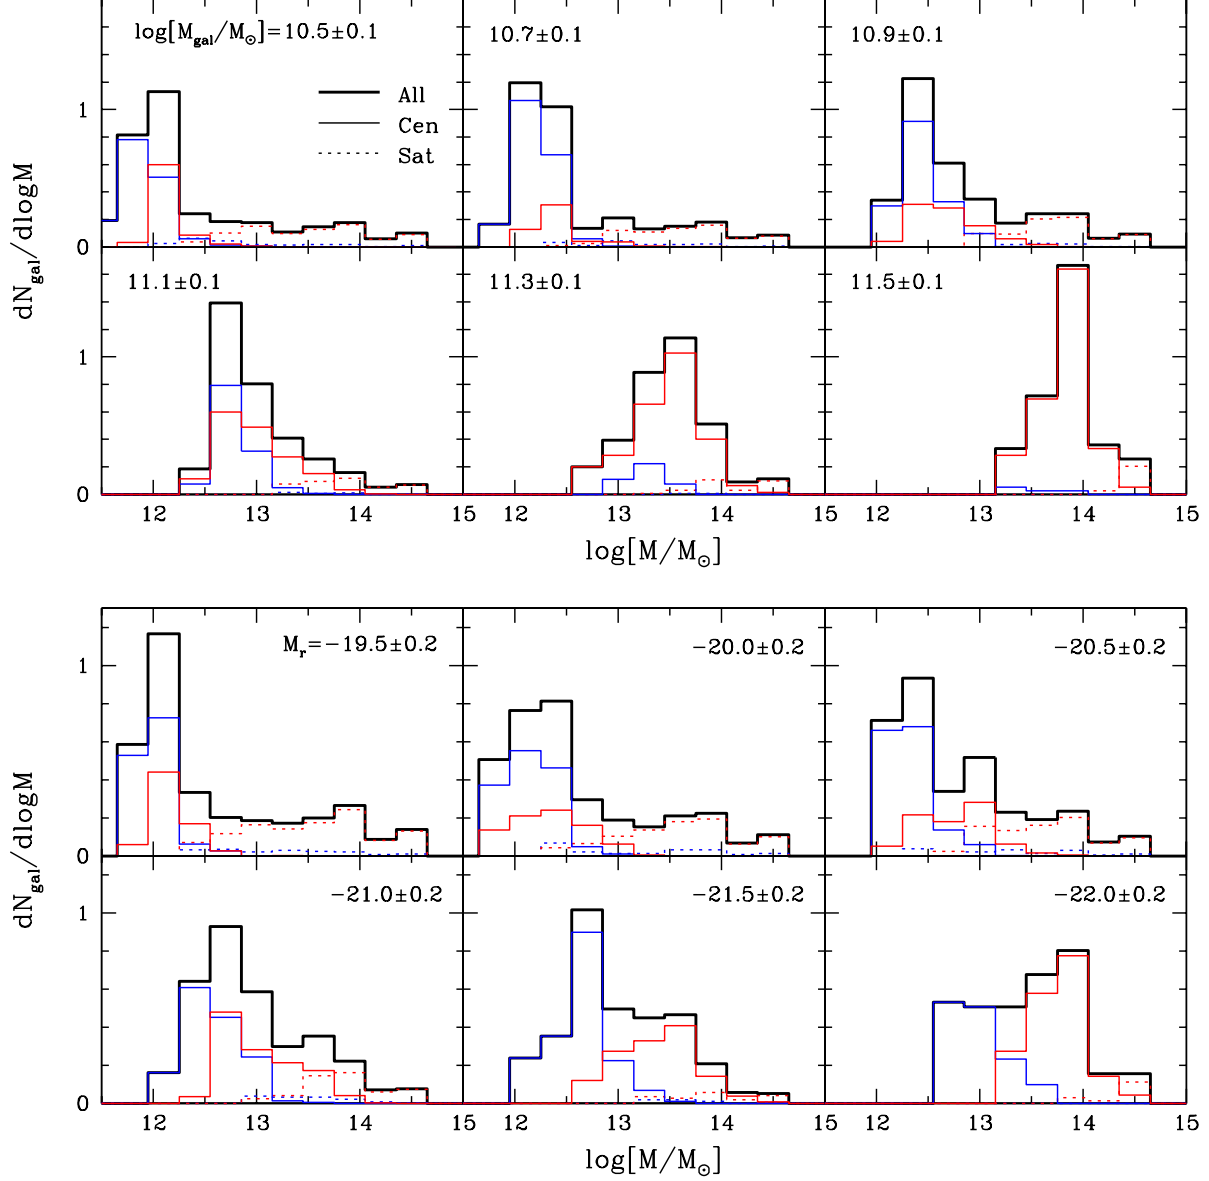 log[M_gal/M_⊙]=10.5±0.1
10.7±0.1
10.9±0.1
All
Cen
Sat
1
0
dN_gal/dlogM
11.1±0.1
11.3±0.1
11.5±0.1
1
0
12 13 14 15 12 13 14 15 12 13 14 15
log[M/M_⊙]
M_r=−19.5±0.2
−20.0±0.2
−20.5±0.2
1
0
dN_gal/dlogM
−21.0±0.2
−21.5±0.2
−22.0±0.2
1
0
12 13 14 15 12 13 14 15 12 13 14 15
log[M/M_⊙]